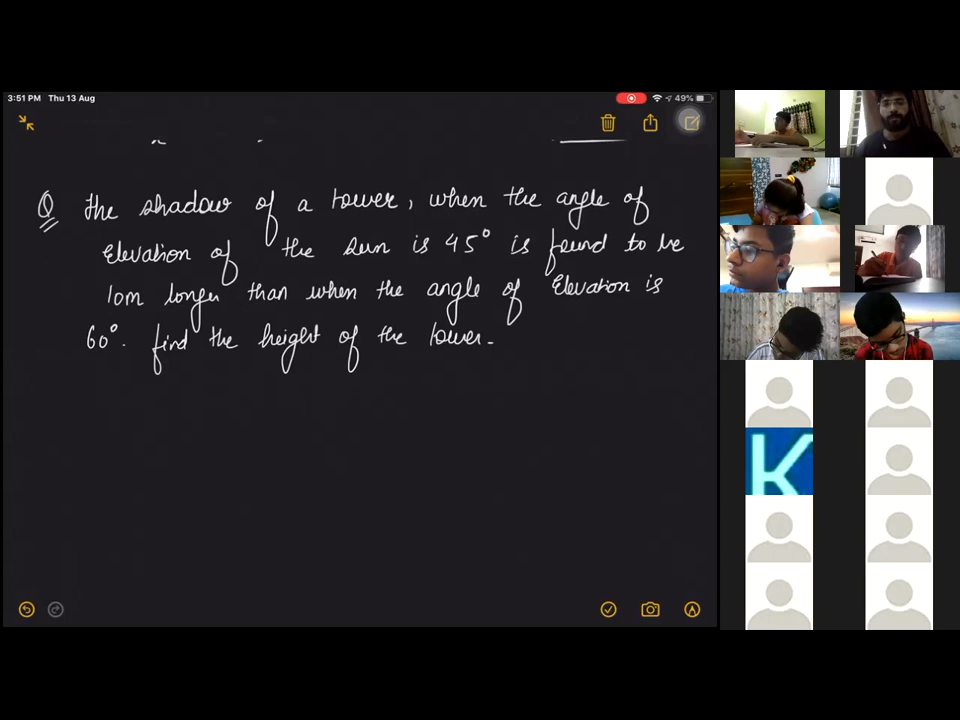 3:51 PM Thu 13 Aug
49%
Q the shadow of a tower, when the angle of
Elevation of the sun is 45° is found to be
10m longer than when the angle of Elevation is
60°. find the height of the tower.
K